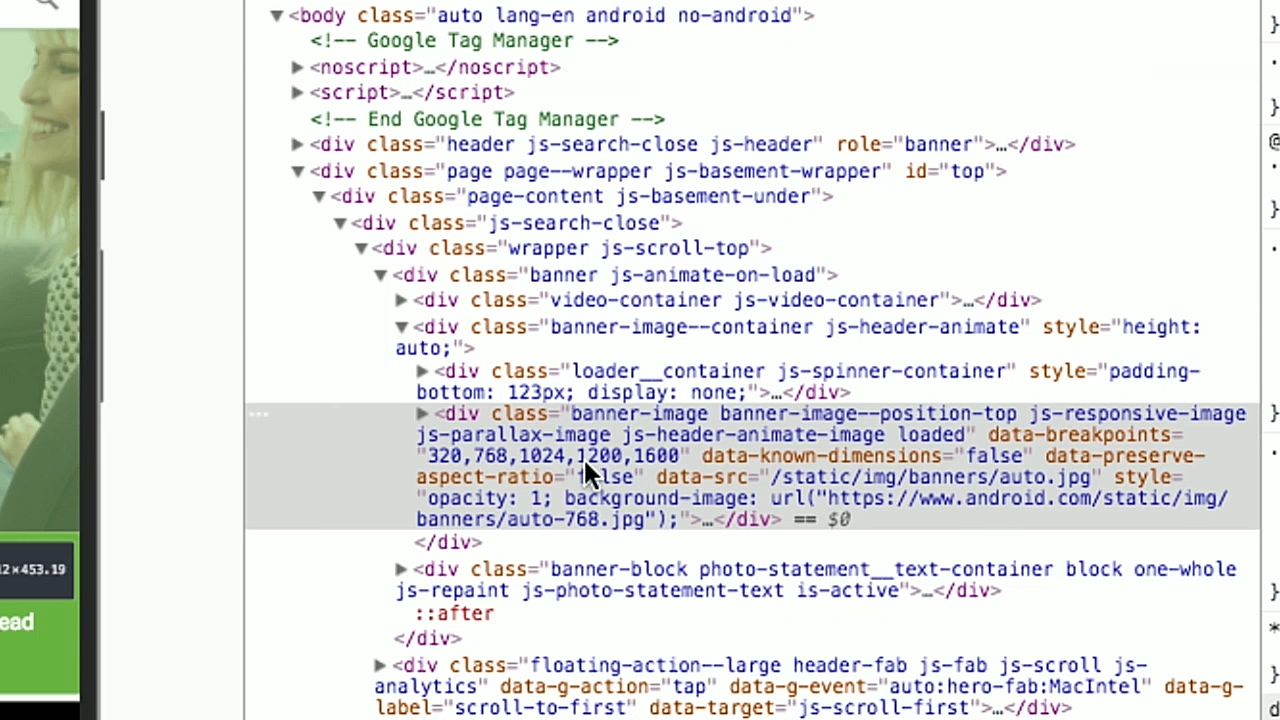 <body class="auto lang-en android no-android">
<!-- Google Tag Manager -->
<noscript>…</noscript>
<script>…</script>
<!-- End Google Tag Manager -->
<div class="header js-search-close js-header" role="banner">…</div>
<div class="page page--wrapper js-basement-wrapper" id="top">
<div class="page-content js-basement-under">
<div class="js-search-close">
<div class="wrapper js-scroll-top">
<div class="banner js-animate-on-load">
<div class="video-container js-video-container">…</div>
<div class="banner-image--container js-header-animate" style="height:
auto;">
<div class="loader__container js-spinner-container" style="padding-
bottom: 123px; display: none;">…</div>
<div class="banner-image banner-image--position-top js-responsive-image
js-parallax-image js-header-animate-image loaded" data-breakpoints=
"320,768,1024,1200,1600" data-known-dimensions="false" data-preserve-
aspect-ratio="false" data-src="/static/img/banners/auto.jpg" style=
"opacity: 1; background-image: url("https://www.android.com/static/img/
banners/auto-768.jpg");">…</div> == $0
</div>
<div class="banner-block photo-statement__text-container block one-whole
js-repaint js-photo-statement-text is-active">…</div>
::after
</div>
<div class="floating-action--large header-fab js-fab js-scroll js-
analytics" data-g-action="tap" data-g-event="auto:hero-fab:MacIntel" data-g-
label="scroll-to-first" data-target="js-scroll-first">…</div>
2×453.19
ead